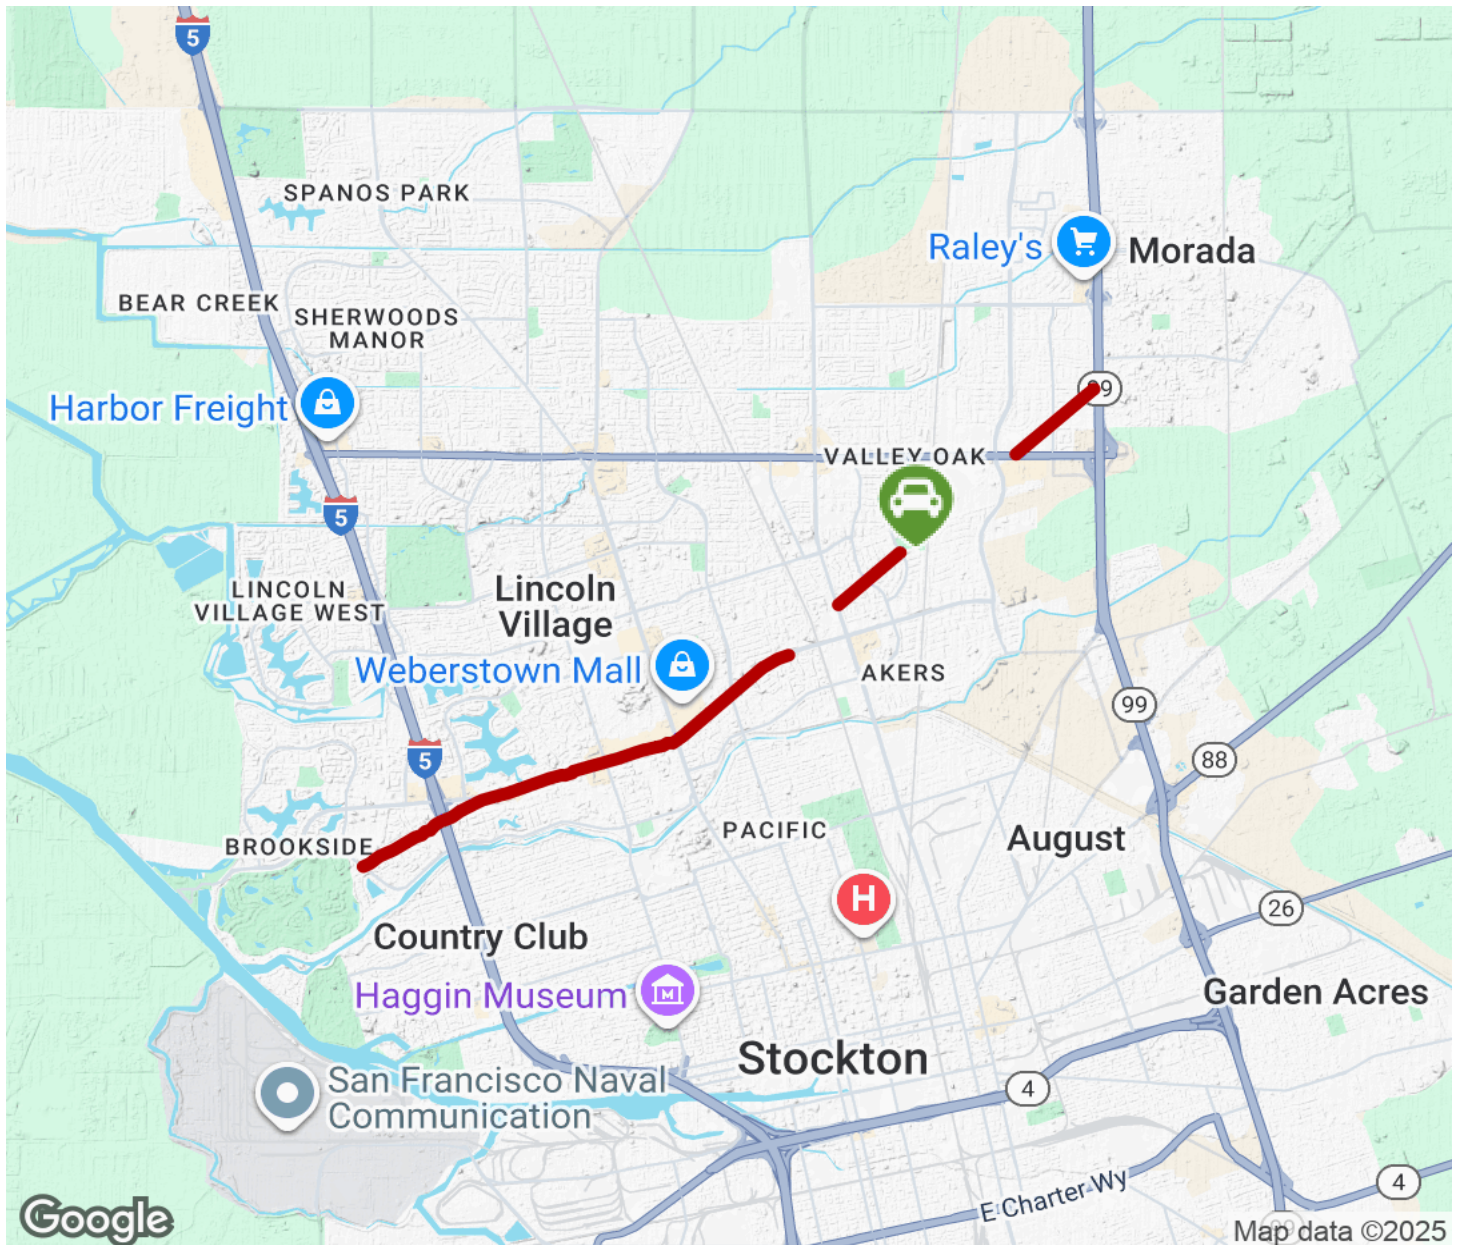 5
SPANOS PARK
Raley's
Morada
BEAR CREEK
SHERWOODS
MANOR
Harbor Freight
99
VALLEY OAK
5
LINCOLN
VILLAGE WEST
Lincoln
Village
Weberstown Mall
AKERS
99
5
88
BROOKSIDE
PACIFIC
August
H
26
Country Club
Haggin Museum
M
Garden Acres
Stockton
San Francisco Naval
Communication
4
E Charter Wy
4
Google
Map data ©2025